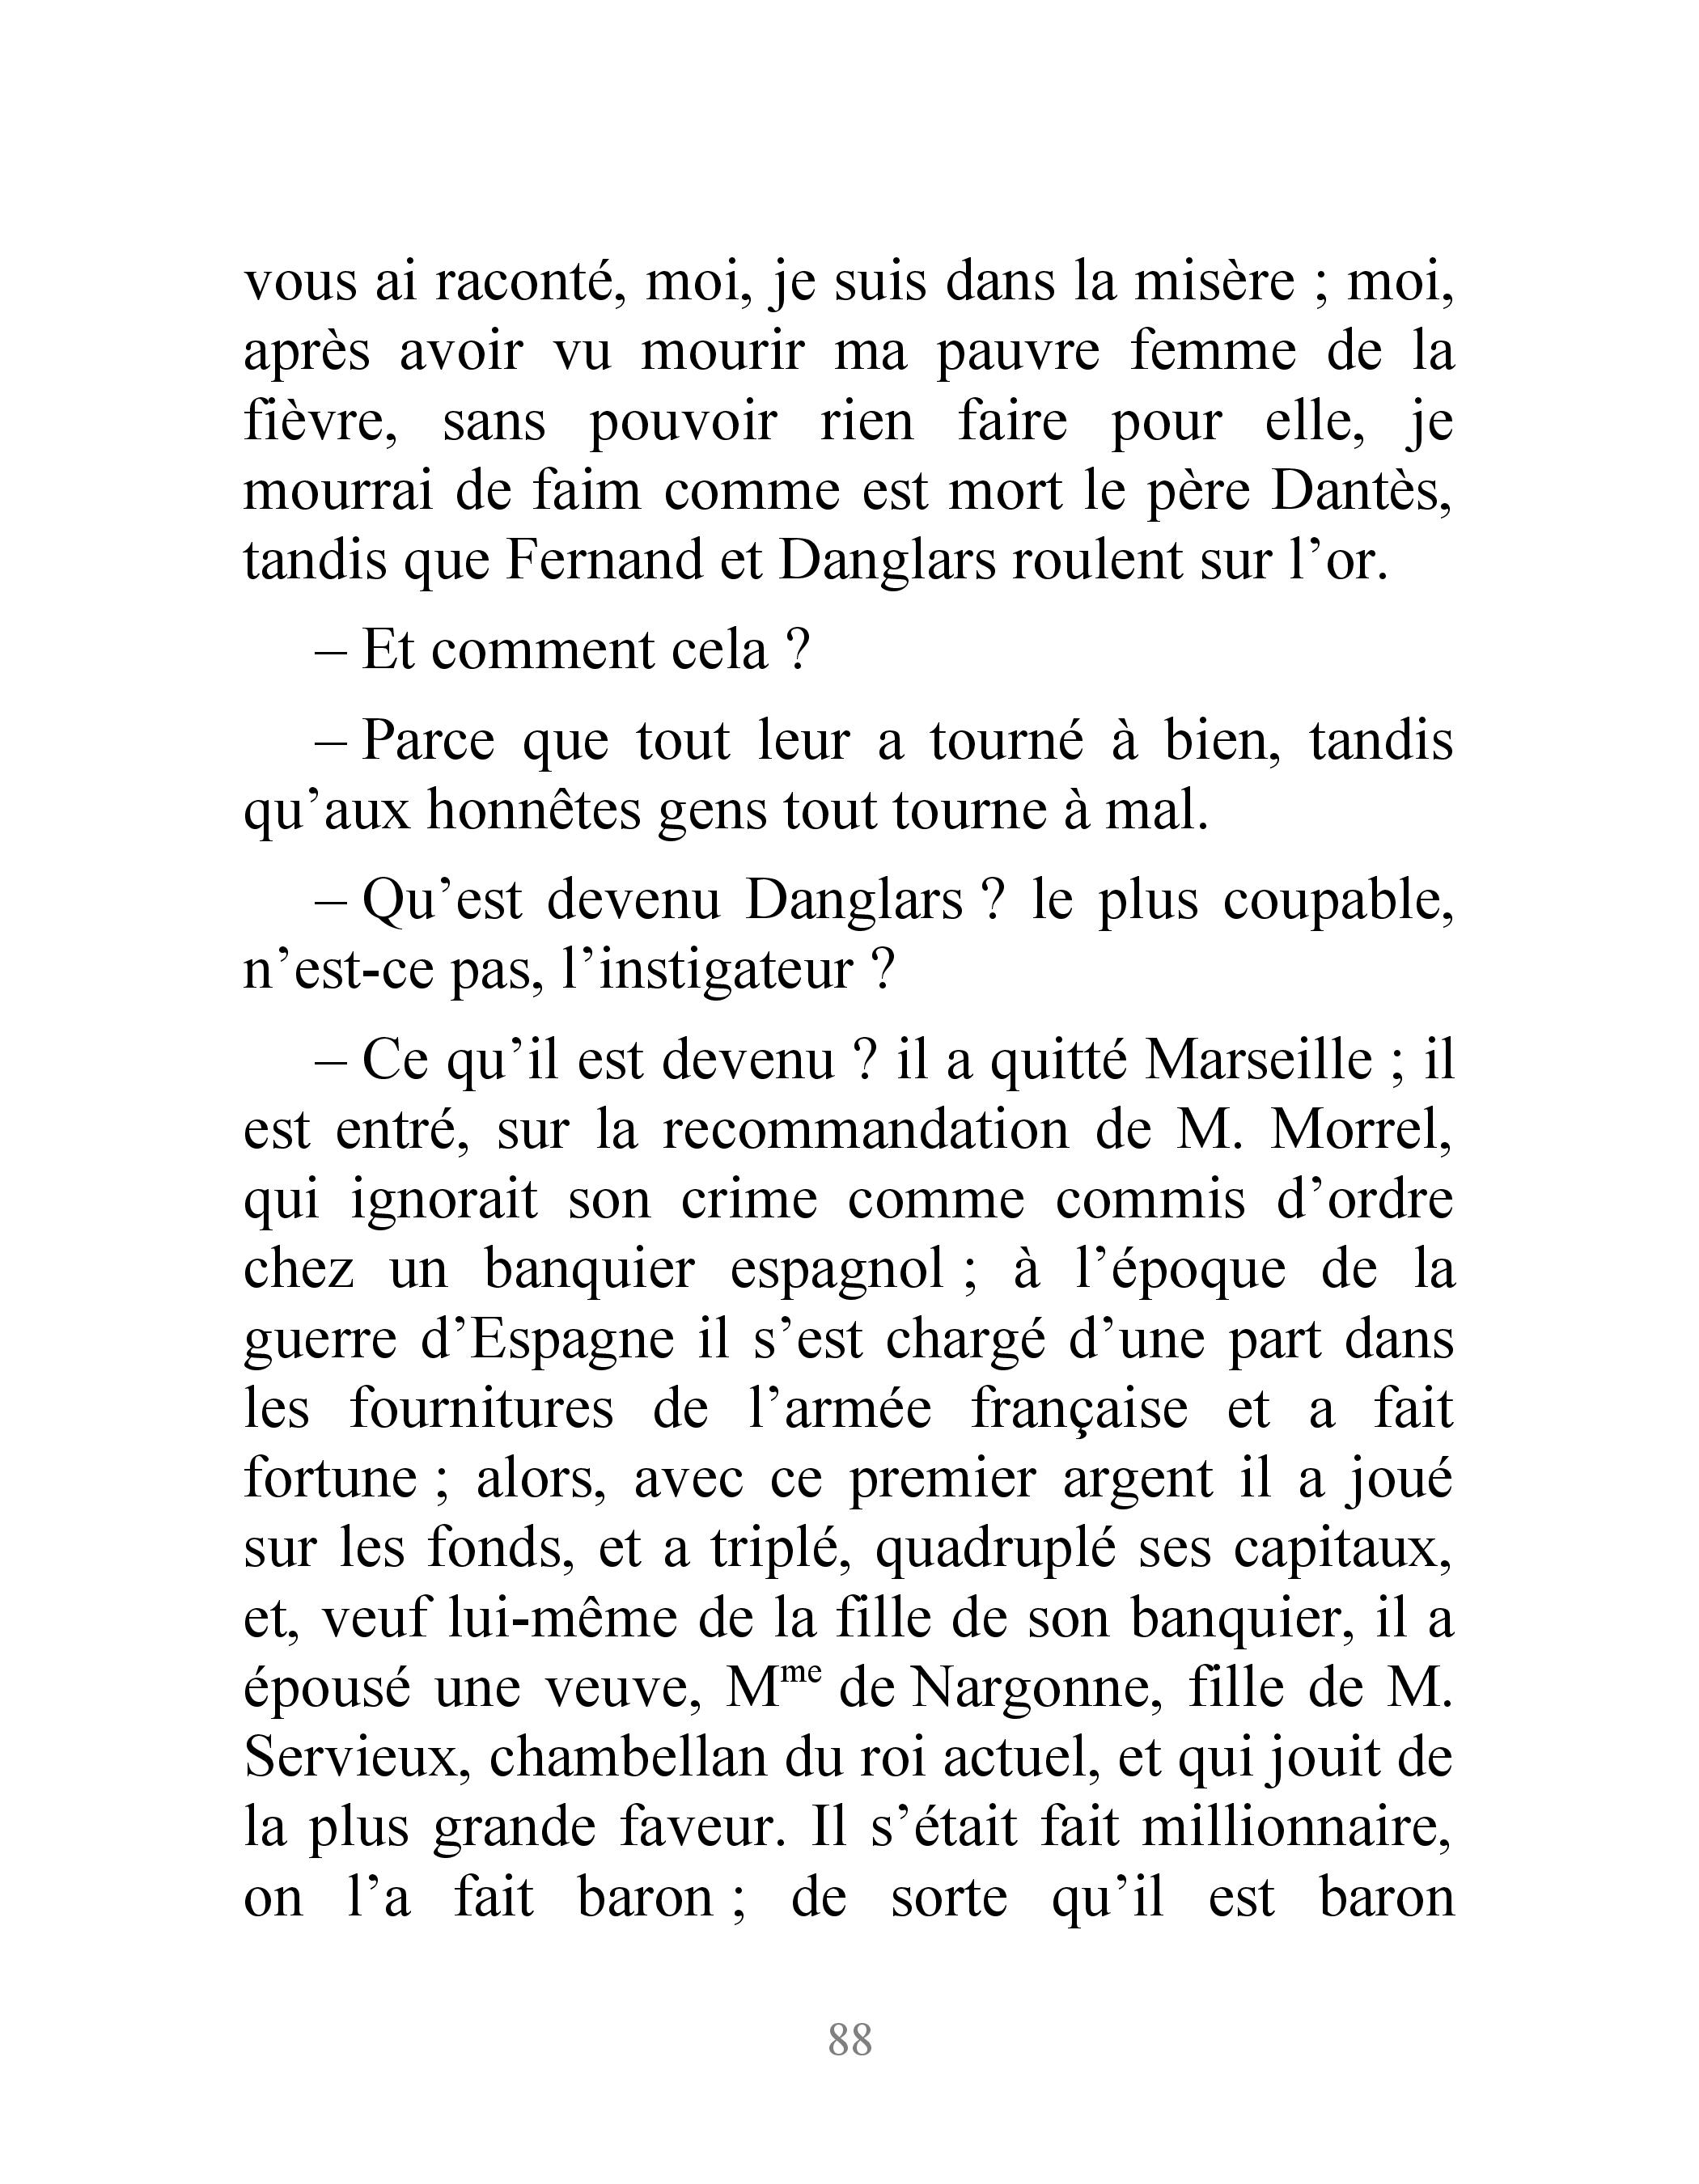 vous ai raconté, moi, je suis dans la misère ; moi,
après avoir vu mourir ma pauvre femme de la
fièvre, sans pouvoir rien faire pour elle, je
mourrai de faim comme est mort le père Dantès,
tandis que Fernand et Danglars roulent sur l’or.
– Et comment cela ?
– Parce que tout leur a tourné à bien, tandis
qu’aux honnêtes gens tout tourne à mal.
– Qu’est devenu Danglars ? le plus coupable,
n’est-ce pas, l’instigateur ?
– Ce qu’il est devenu ? il a quitté Marseille ; il
est entré, sur la recommandation de M. Morrel,
qui ignorait son crime comme commis d’ordre
chez un banquier espagnol ; à l’époque de la
guerre d’Espagne il s’est chargé d’une part dans
les fournitures de l’armée française et a fait
fortune ; alors, avec ce premier argent il a joué
sur les fonds, et a triplé, quadruplé ses capitaux,
et, veuf lui-même de la fille de son banquier, il a
épousé une veuve, Mme de Nargonne, fille de M.
Servieux, chambellan du roi actuel, et qui jouit de
la plus grande faveur. Il s’était fait millionnaire,
on l’a fait baron ; de sorte qu’il est baron
88